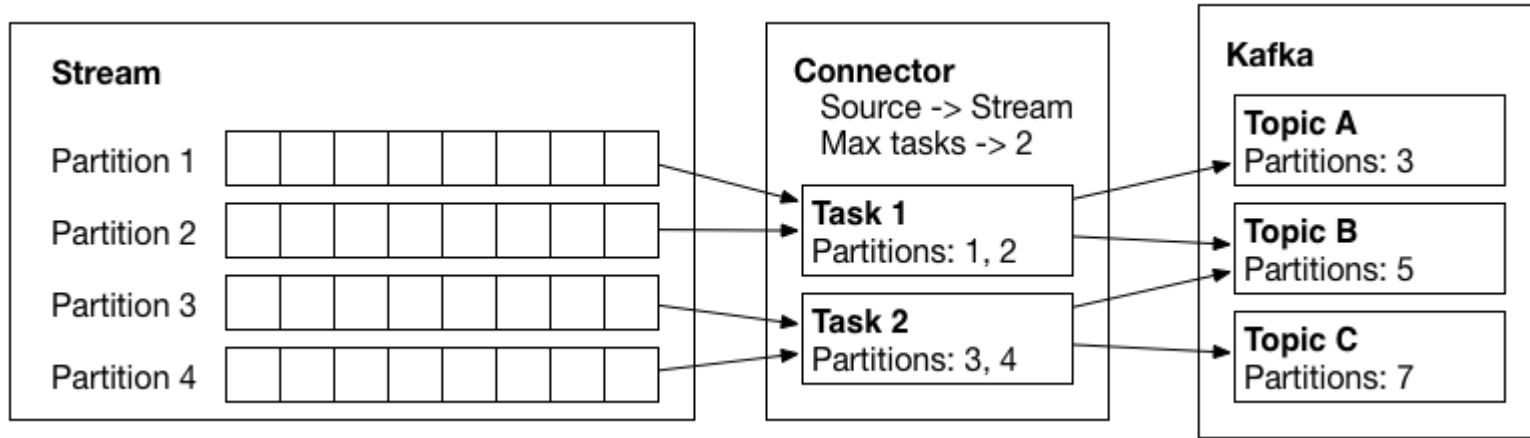 Stream
Partition 1
Partition 2
Partition 3
Partition 4
Connector
Source -> Stream
Max tasks -> 2
Task 1
Partitions: 1, 2
Task 2
Partitions: 3, 4
Kafka
Topic A
Partitions: 3
Topic B
Partitions: 5
Topic C
Partitions: 7